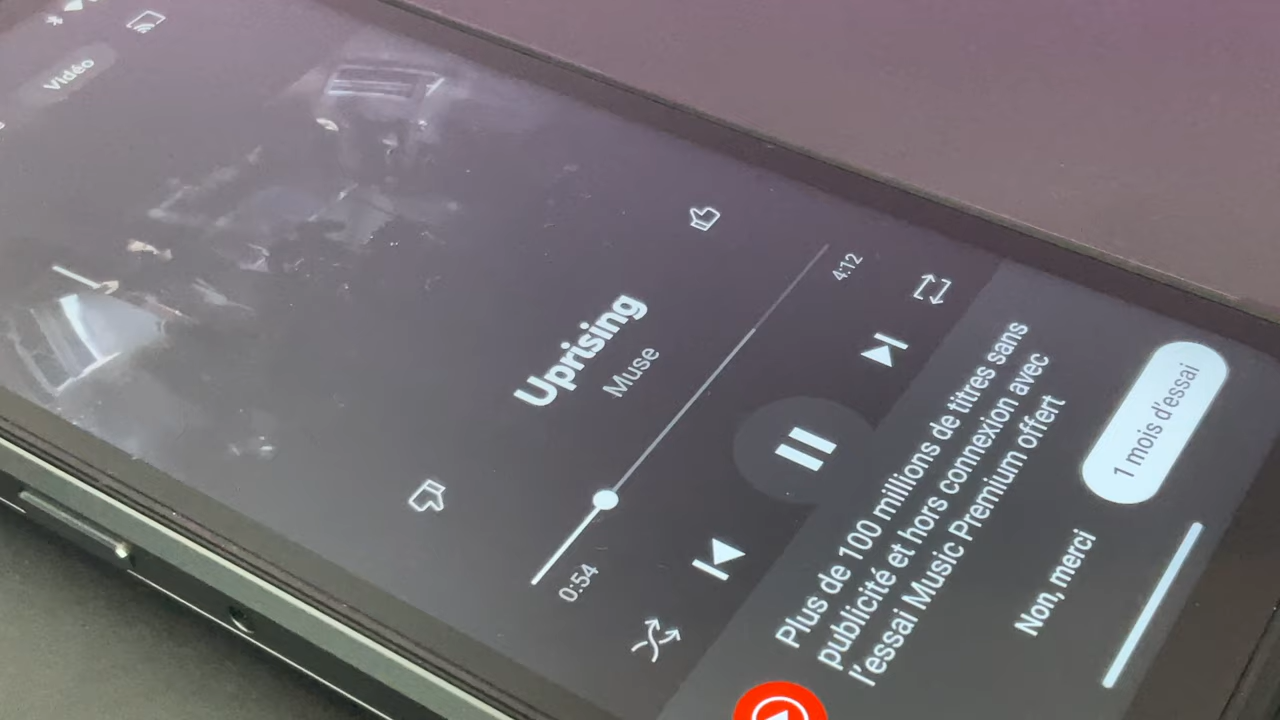 Vidéo
Uprising
Muse
0:54
4:12
Plus de 100 millions de titres sans
publicité et hors connexion avec
l'essai Music Premium offert
Non, merci
1 mois d'essai